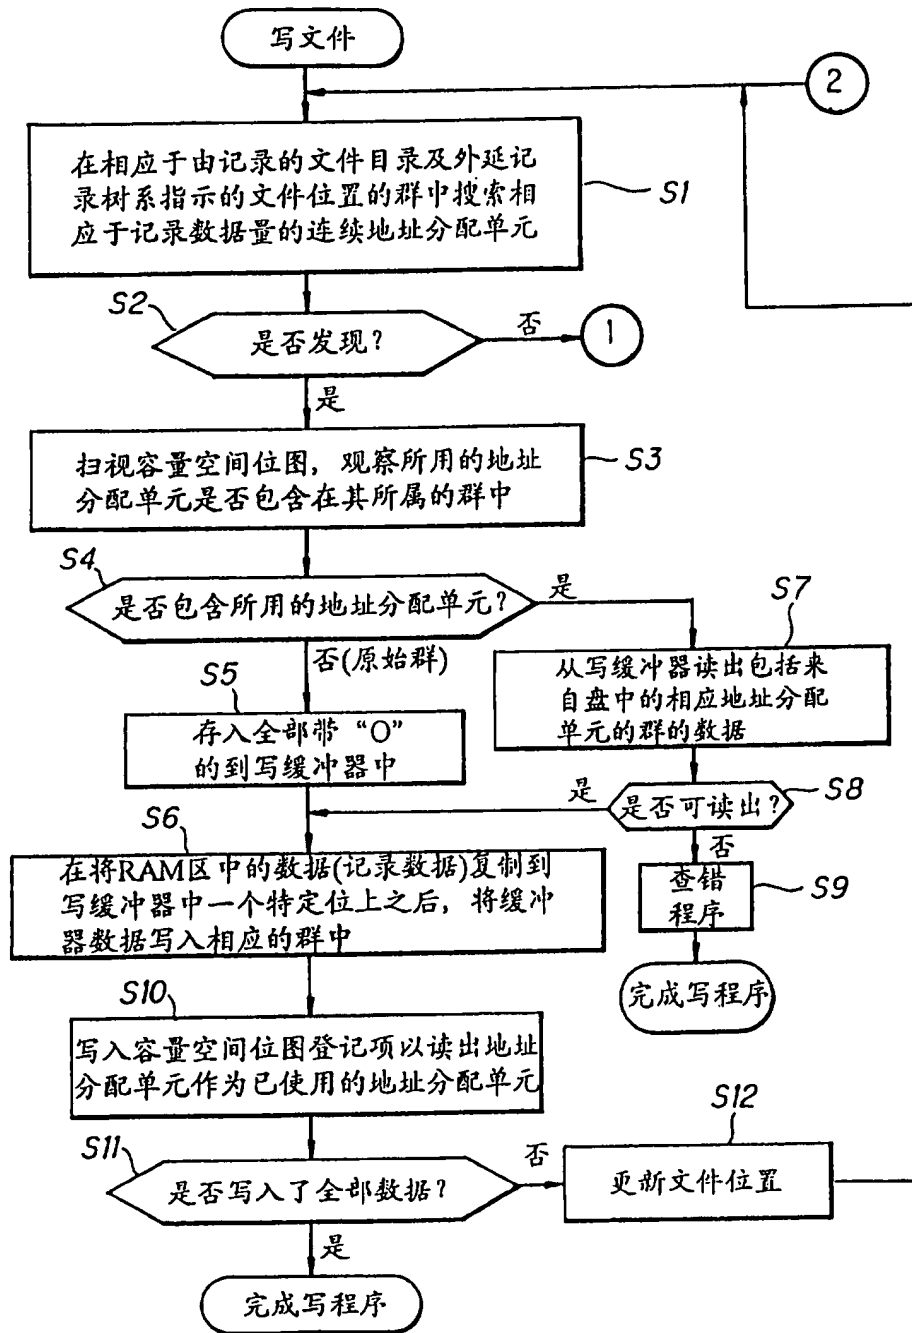 写文件
2
在相应于由记录的文件目录及外延记
录树系指示的文件位置的群中搜索相
应于记录数据量的连续地址分配单元
S1
S2
是否发现?
否
1
是
扫视容量空间位图，观察所用的地址
分配单元是否包含在其所属的群中
S3
S4
是否包含所用的地址分配单元?
是
S7
否(原始群)
从写缓冲器读出包括来
自盘中的相应地址分配
单元的群的数据
S5
存入全部带“O”
的到写缓冲器中
是
是否可读出?
S8
S6
否
在将RAM区中的数据(记录数据)复制到
写缓冲器中一个特定位上之后，将缓冲
器数据写入相应的群中
查错
程序
S9
完成写程序
S10
写入容量空间位图登记项以读出地址
分配单元作为已使用的地址分配单元
S12
S11
是否写入了全部数据?
否
更新文件位置
是
完成写程序